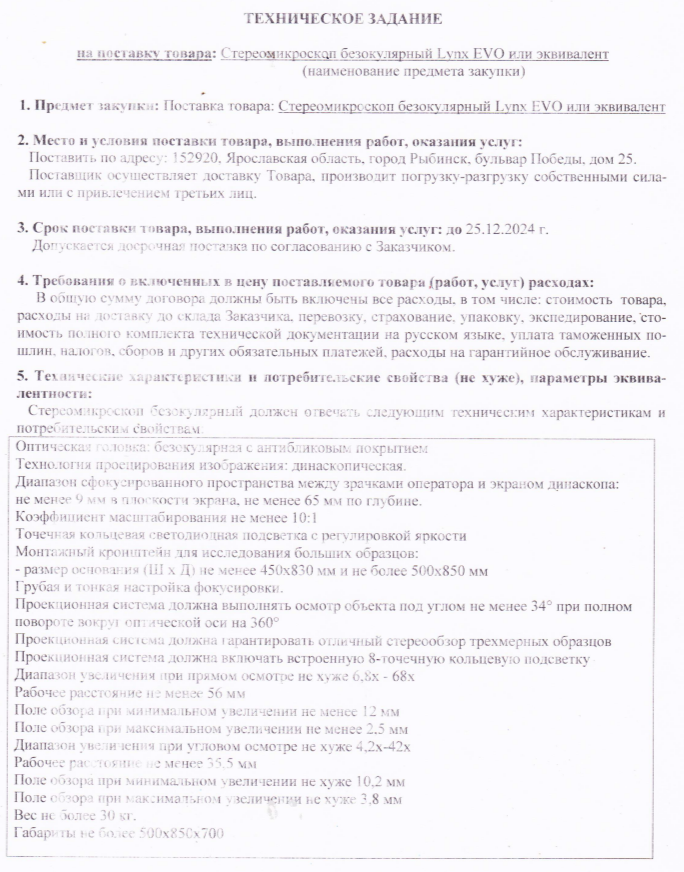 ТЕХНИЧЕСКОЕ ЗАДАНИЕ
на поставку товара: Стереомикроскоп безокулярный Lynx EVO или эквивалент
(наименование предмета закупки)
1. Предмет закупки: Поставка товара: Стереомикроскоп безокулярный Lynx EVO или эквивалент
2. Место и условия поставки товара, выполнения работ, оказания услуг:
Поставить по адресу: 152920, Ярославская область, город Рыбинск, бульвар Победы, дом 25.
Поставщик осуществляет доставку Товара, производит погрузку-разгрузку собственными сила-
ми или с привлечением третьих лиц.
3. Срок поставки товара, выполнения работ, оказания услуг: до 25.12.2024 г.
Допускается досрочная поставка по согласованию с Заказчиком.
4. Требования о включенных в цену поставляемого товара (работ, услуг) расходах:
В общую сумму договора должны быть включены все расходы, в том числе: стоимость товара,
расходы на доставку до склада Заказчика, перевозку, страхование, упаковку, экспедирование, сто-
имость полного комплекта технической документации на русском языке, уплата таможенных по-
шлин, налогов, сборов и других обязательных платежей, расходы на гарантийное обслуживание.
5. Технические характеристики и потребительские свойства (не хуже), параметры эквива-
лентности:
Стереомикроскоп безокулярный должен отвечать следующим техническим характеристикам и
потребительским свойствам:
Оптическая головка: безокулярная с антибликовым покрытием
Технология проецирования изображения: динаскопическая.
Диапазон сфокусированного пространства между зрачками оператора и экраном динаскопа:
не менее 9 мм в плоскости экрана, не менее 65 мм по глубине.
Коэффициент масштабирования не менее 10:1
Точечная кольцевая светодиодная подсветка с регулировкой яркости
Монтажный кронштейн для исследования больших образцов:
- размер основания (Ш х Д) не менее 450х830 мм и не более 500х850 мм
Грубая и тонкая настройка фокусировки.
Проекционная система должна выполнять осмотр объекта под углом не менее 34° при полном
повороте вокруг оптической оси на 360°
Проекционная система должна гарантировать отличный стереообзор трехмерных образцов
Проекционная система должна включать встроенную 8-точечную кольцевую подсветку
Диапазон увеличения при прямом осмотре не хуже 6,8х - 68х
Рабочее расстояние не менее 56 мм
Поле обзора при минимальном увеличении не менее 12 мм
Поле обзора при максимальном увеличении не менее 2.5 мм
Диапазон увеличения при угловом осмотре не хуже 4,2х-42х
Рабочее расстояние не менее 35.5 мм
Поле обзора при минимальном увеличении не хуже 10,2 мм
Поле обзора при максимальном увеличении не хуже 3,8 мм
Вес не более 30 кг.
Габариты не более 500х850х700